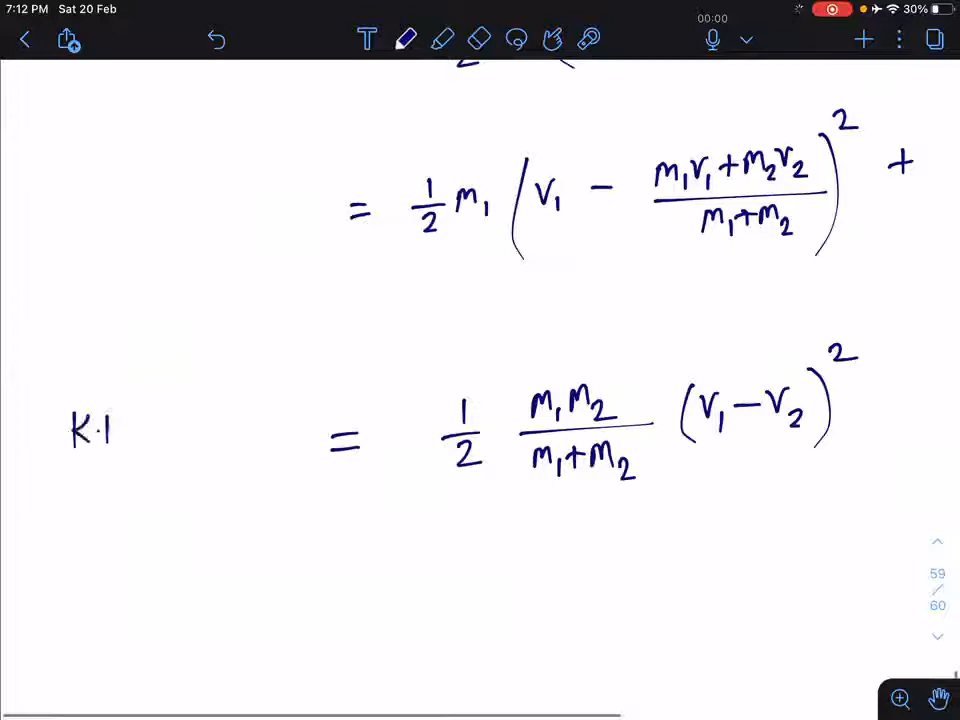 7:12 PM Sat 20 Feb 30%
00:00
T
= 1/2 m₁ (v₁ − (m₁v₁+m₂v₂)/(m₁+m₂))² +
K.I = 1/2 (m₁m₂)/(m₁+m₂) (v₁−v₂)²
59
/
60